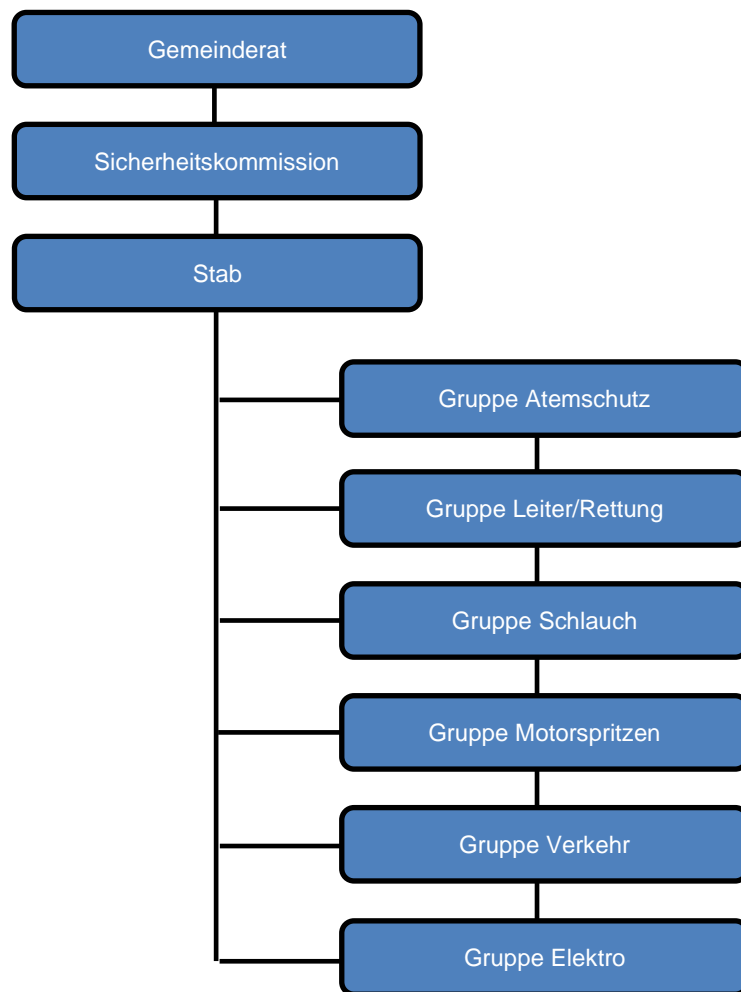 Gemeinderat
Sicherheitskommission
Stab
Gruppe Atemschutz
Gruppe Leiter/Rettung
Gruppe Schlauch
Gruppe Motorspritzen
Gruppe Verkehr
Gruppe Elektro